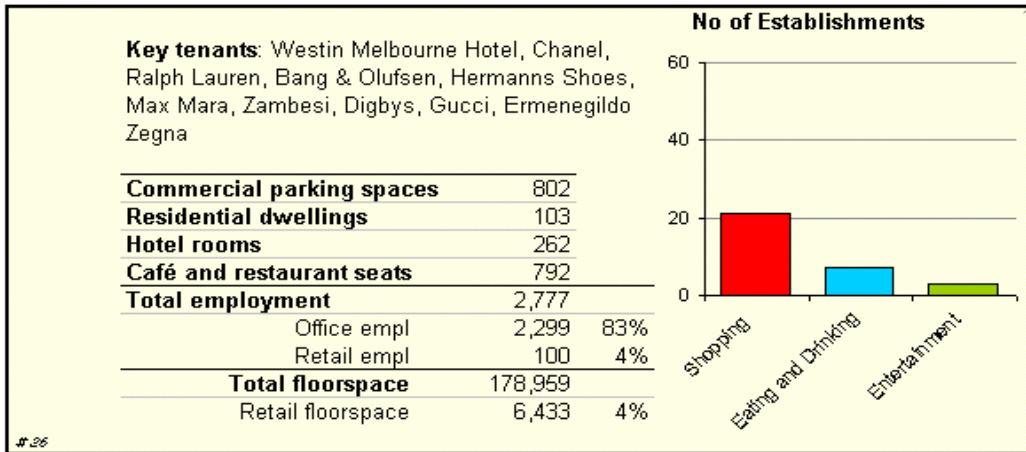 No of Establishments
Key tenants: Westin Melbourne Hotel, Chanel,
Ralph Lauren, Bang & Olufsen, Hermanns Shoes,
Max Mara, Zambesi, Digbys, Gucci, Ermenegildo
Zegna
Commercial parking spaces 802
Residential dwellings 103
Hotel rooms 262
Café and restaurant seats 792
Total employment 2,777
Office empl 2,299 83%
Retail empl 100 4%
Total floorspace 178,959
Retail floorspace 6,433 4%
#26
60
40
20
0
Shopping
Eating and Drinking
Entertainment